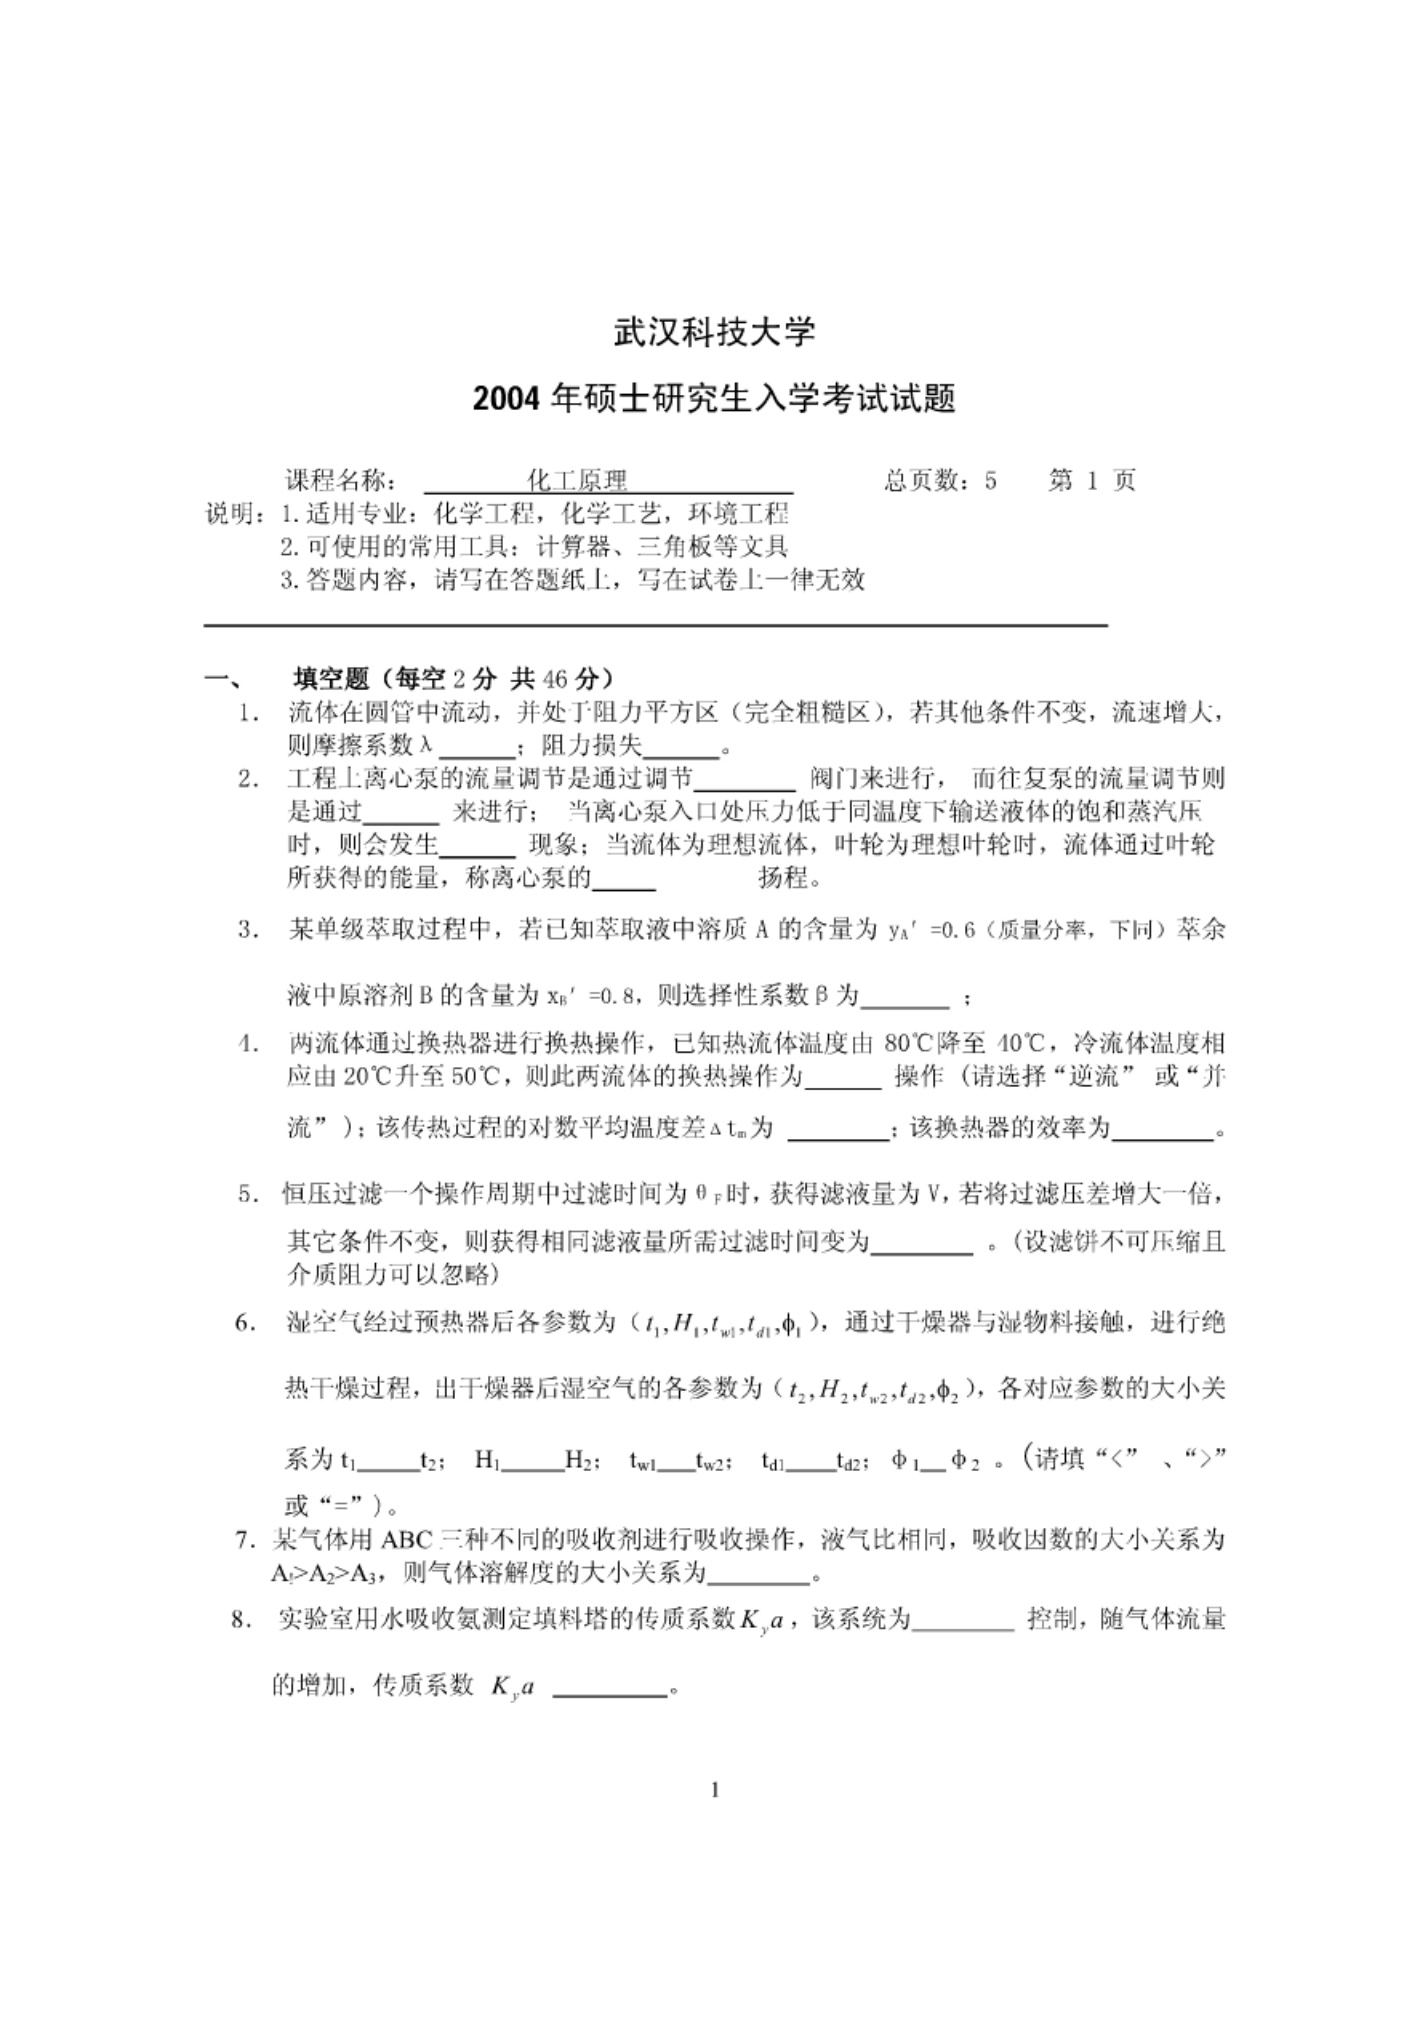 武汉科技大学
2004 年硕士研究生入学考试试题
课程名称： 化工原理 总页数：5 第 1 页
说明：1.适用专业：化学工程，化学工艺，环境工程
2.可使用的常用工具：计算器、三角板等文具
3.答题内容，请写在答题纸上，写在试卷上一律无效
一、 填空题（每空 2 分 共 46 分）
1. 流体在圆管中流动，并处于阻力平方区（完全粗糙区），若其他条件不变，流速增大，
则摩擦系数λ______；阻力损失______。
2. 工程上离心泵的流量调节是通过调节________ 阀门来进行， 而往复泵的流量调节则
是通过______ 来进行； 当离心泵入口处压力低于同温度下输送液体的饱和蒸汽压
时，则会发生______ 现象；当流体为理想流体，叶轮为理想叶轮时，流体通过叶轮
所获得的能量，称离心泵的_____ 扬程。
3. 某单级萃取过程中，若已知萃取液中溶质 A 的含量为 yA′=0.6（质量分率，下同）萃余
液中原溶剂 B 的含量为 xB′=0.8，则选择性系数β为_______ ；
4. 两流体通过换热器进行换热操作，已知热流体温度由 80℃降至 40℃，冷流体温度相
应由 20℃升至 50℃，则此两流体的换热操作为______ 操作 (请选择“逆流” 或“并
流” )；该传热过程的对数平均温度差Δtm为 ________；该换热器的效率为________。
5. 恒压过滤一个操作周期中过滤时间为θF时，获得滤液量为 V，若将过滤压差增大一倍，
其它条件不变，则获得相同滤液量所需过滤时间变为________ 。(设滤饼不可压缩且
介质阻力可以忽略)
6. 湿空气经过预热器后各参数为（t1,H1,tw1,td1,ϕ1），通过干燥器与湿物料接触，进行绝
热干燥过程，出干燥器后湿空气的各参数为（t2,H2,tw2,td2,ϕ2），各对应参数的大小关
系为 t1_____t2； H1_____H2； tw1___tw2； td1____td2； φ1__φ2 。（请填“<” 、“>”
或“=”)。
7. 某气体用 ABC 三种不同的吸收剂进行吸收操作，液气比相同，吸收因数的大小关系为
A1>A2>A3，则气体溶解度的大小关系为________。
8. 实验室用水吸收氨测定填料塔的传质系数Kya，该系统为________ 控制，随气体流量
的增加，传质系数 Kya _________。
1